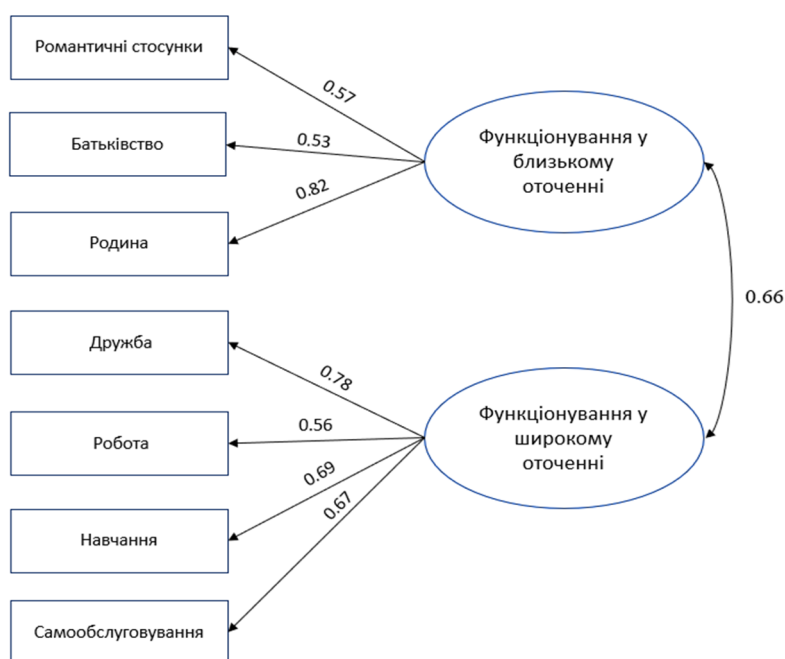 Романтичні стосунки
0.57
Батьківство
0.53
Функціонування у
близькому
оточенні
0.82
Родина
0.66
Дружба
0.78
Функціонування у
широкому
оточенні
Робота
0.56
0.69
0.67
Навчання
Самообслуговування